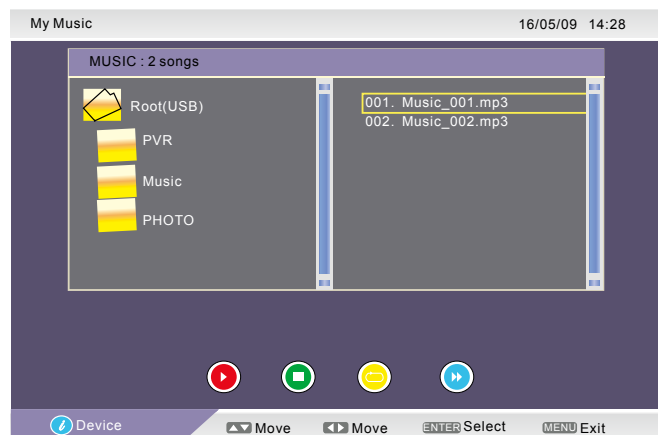 My Music 16/05/09 14:28
MUSIC : 2 songs
Root(USB)
PVR
Music
PHOTO
001. Music_001.mp3
002. Music_002.mp3
i Device Move Move ENTER Select MENU Exit